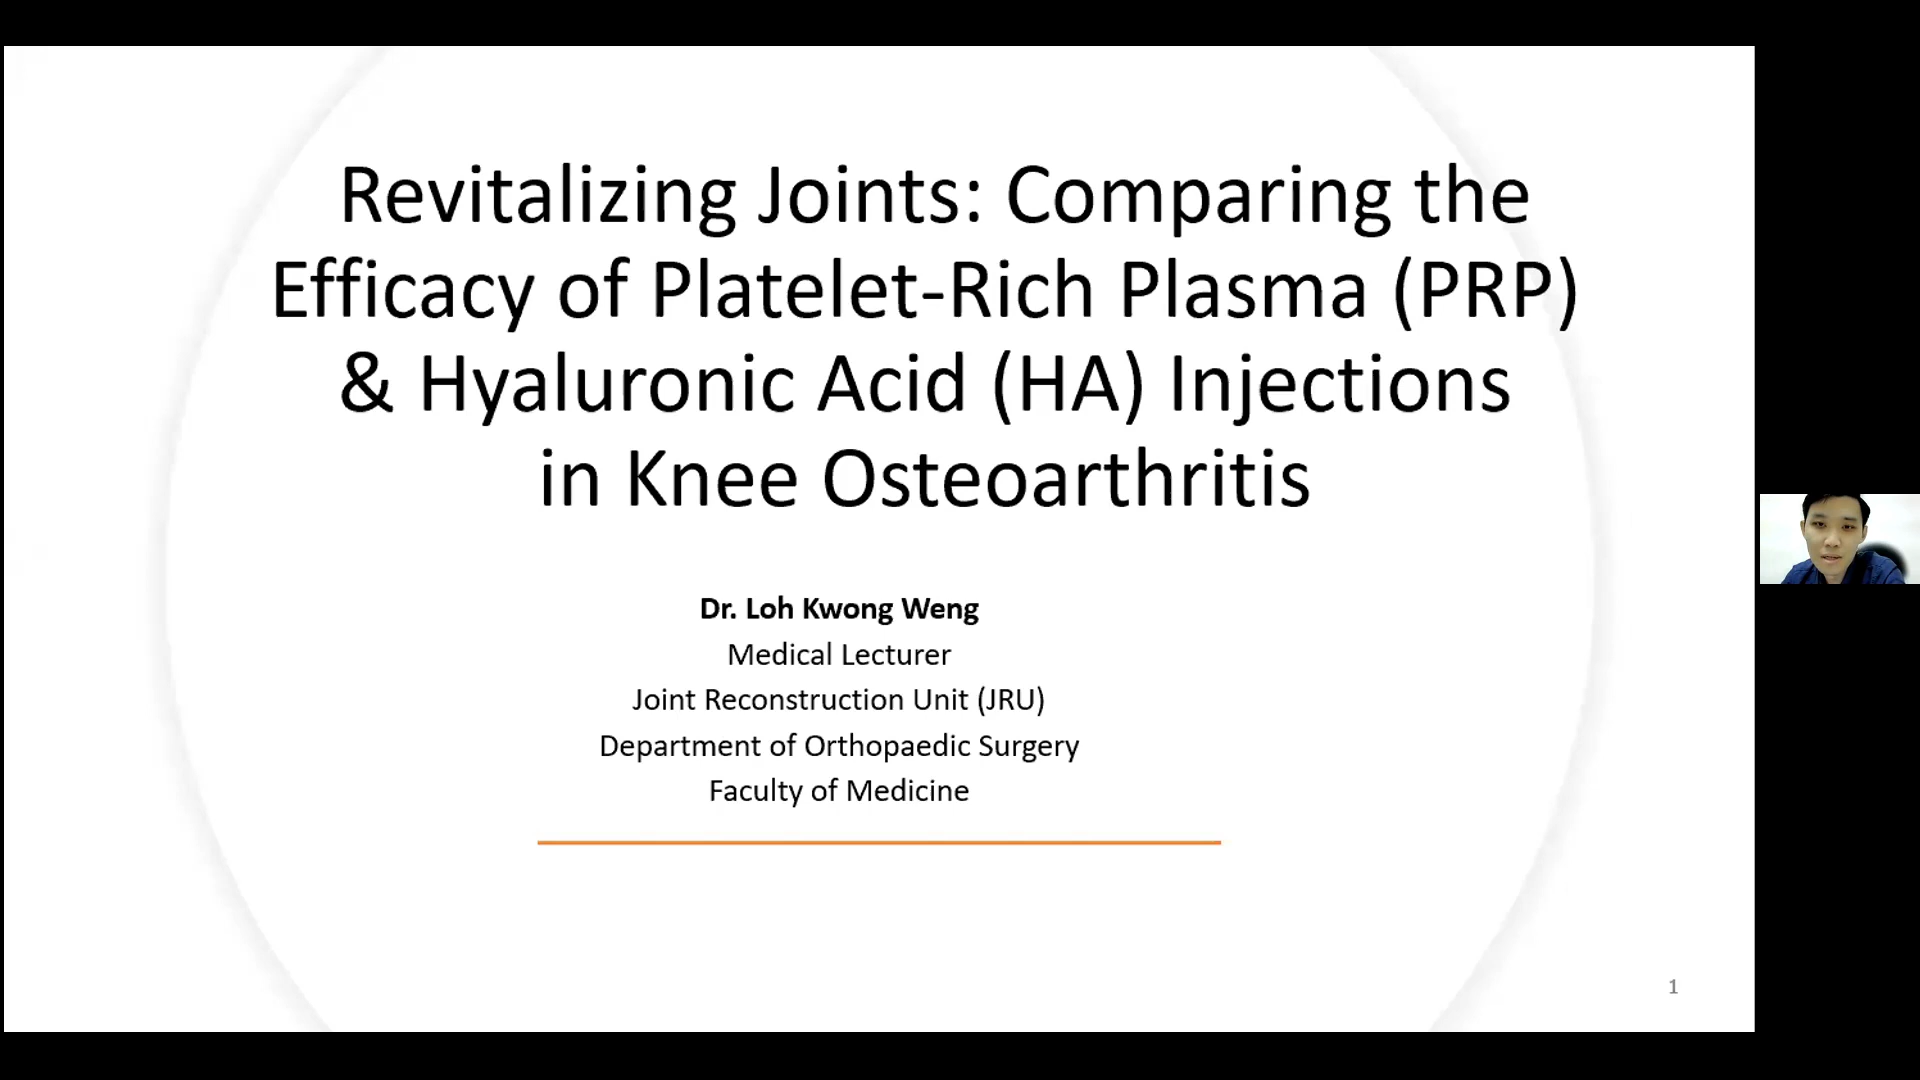 Revitalizing Joints: Comparing the
Efficacy of Platelet-Rich Plasma (PRP)
& Hyaluronic Acid (HA) Injections
in Knee Osteoarthritis
Dr. Loh Kwong Weng
Medical Lecturer
Joint Reconstruction Unit (JRU)
Department of Orthopaedic Surgery
Faculty of Medicine
1